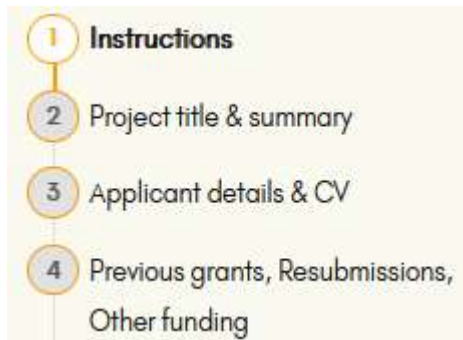 1 Instructions
2 Project title & summary
3 Applicant details & CV
4 Previous grants, Resubmissions,
Other funding